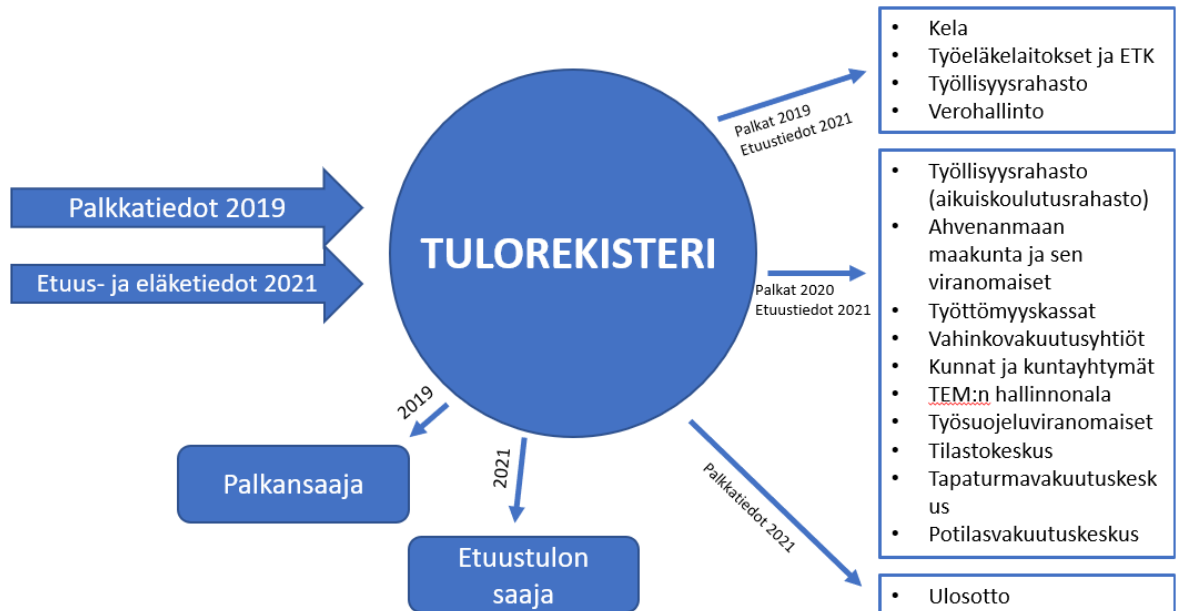 Palkkatiedot 2019
Etuus- ja eläketiedot 2021
TULOREKISTERI
2019
Palkansaaja
2021
Etuustulon
saaja
Palkat 2019
Etuustiedot 2021
• Kela
• Työeläkelaitokset ja ETK
• Työllisyysrahasto
• Verohallinto
Palkat 2020
Etuustiedot 2021
• Työllisyysrahasto
(aikuiskoulutusrahasto)
• Ahvenanmaan
maakunta ja sen
viranomaiset
• Työttömyyskassat
• Vahinkovakuutusyhtiöt
• Kunnat ja kuntayhtymät
• TEM:n hallinnonala
• Työsuojeluviranomaiset
• Tilastokeskus
• Tapaturmavakuutuskesk
us
• Potilasvakuutuskeskus
Palkkatiedot 2021
• Ulosotto